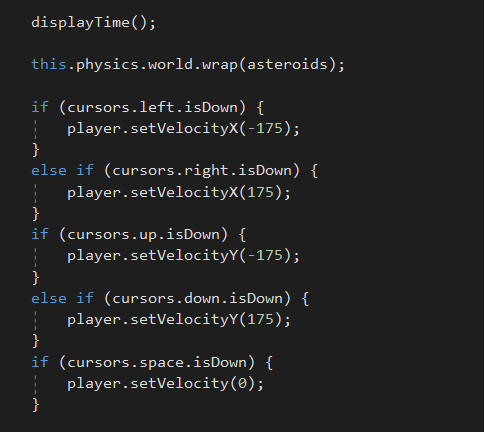 displayTime();
this.physics.world.wrap(asteroids);
if (cursors.left.isDown) {
    player.setVelocityX(-175);
}
else if (cursors.right.isDown) {
    player.setVelocityX(175);
}
if (cursors.up.isDown) {
    player.setVelocityY(-175);
}
else if (cursors.down.isDown) {
    player.setVelocityY(175);
}
if (cursors.space.isDown) {
    player.setVelocity(0);
}